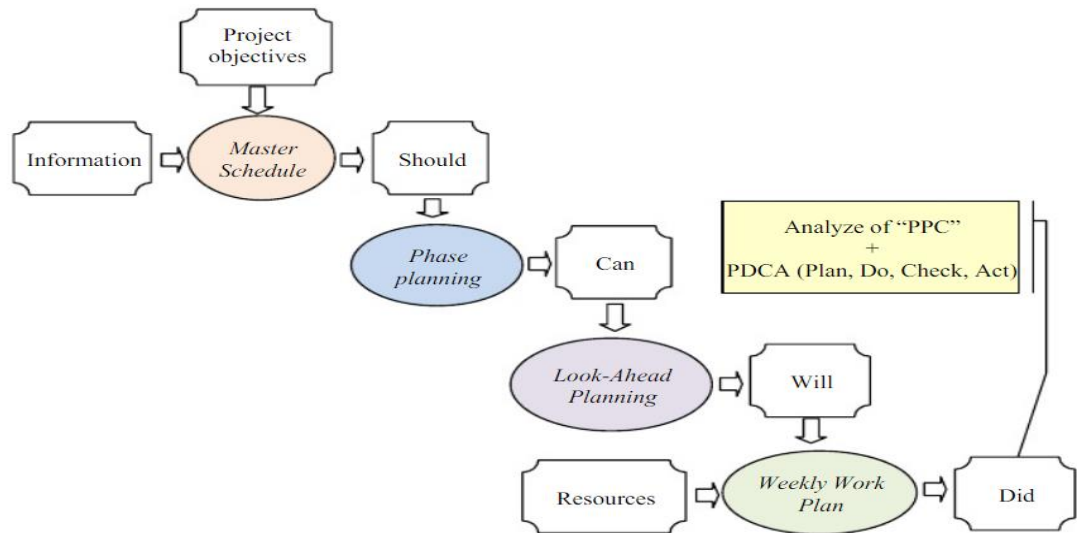 Project
objectives
Information
Master
Schedule
Should
Phase
planning
Can
Analyze of “PPC”
+
PDCA (Plan, Do, Check, Act)
Look-Ahead
Planning
Will
Resources
Weekly Work
Plan
Did